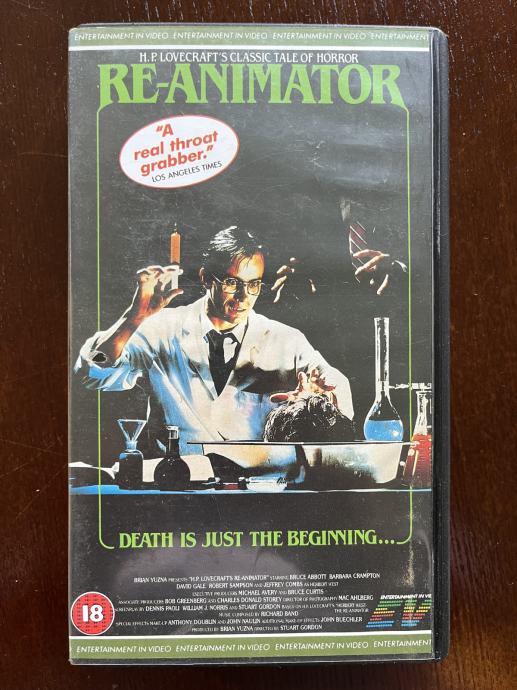 ENTERTAINMENT IN VIDEO ENTERTAINMENT IN VIDEO ENTERTAINMENT IN VIDEO
H.P. LOVECRAFT'S CLASSIC TALE OF HORROR
RE-ANIMATOR
"A
real throat
grabber."
LOS ANGELES TIMES
DEATH IS JUST THE BEGINNING...
BRIAN YUZNA PRESENTS "H.P. LOVECRAFT'S RE-ANIMATOR" STARRING BRUCE ABBOTT BARBARA CRAMPTON
DAVID GALE ROBERT SAMPSON AND JEFFREY COMBS AS HERBERT WEST
EXECUTIVE PRODUCERS MICHAEL AVERY AND BRUCE CURTIS
ASSOCIATE PRODUCERS BOB GREENBERG AND CHARLES DONALD STOREY DIRECTOR OF PHOTOGRAPHY MAC AHLBERG
SCREENPLAY BY DENNIS PAOLI WILLIAM J. NORRIS AND STUART GORDON BASED ON H.P. LOVECRAFT'S "HERBERT WEST:
THE RE-ANIMATOR"
MUSIC COMPOSED BY RICHARD BAND
SPECIAL EFFECTS MAKE-UP ANTHONY DOUBLIN AND JOHN NAULIN ADDITIONAL MAKE-UP EFFECTS JOHN BUECHLER
PRODUCED BY BRIAN YUZNA DIRECTED BY STUART GORDON
18
ENTERTAINMENT IN
ENTERTAINMENT IN VIDEO ENTERTAINMENT IN VIDEO ENTERTAINMENT IN VIDEO